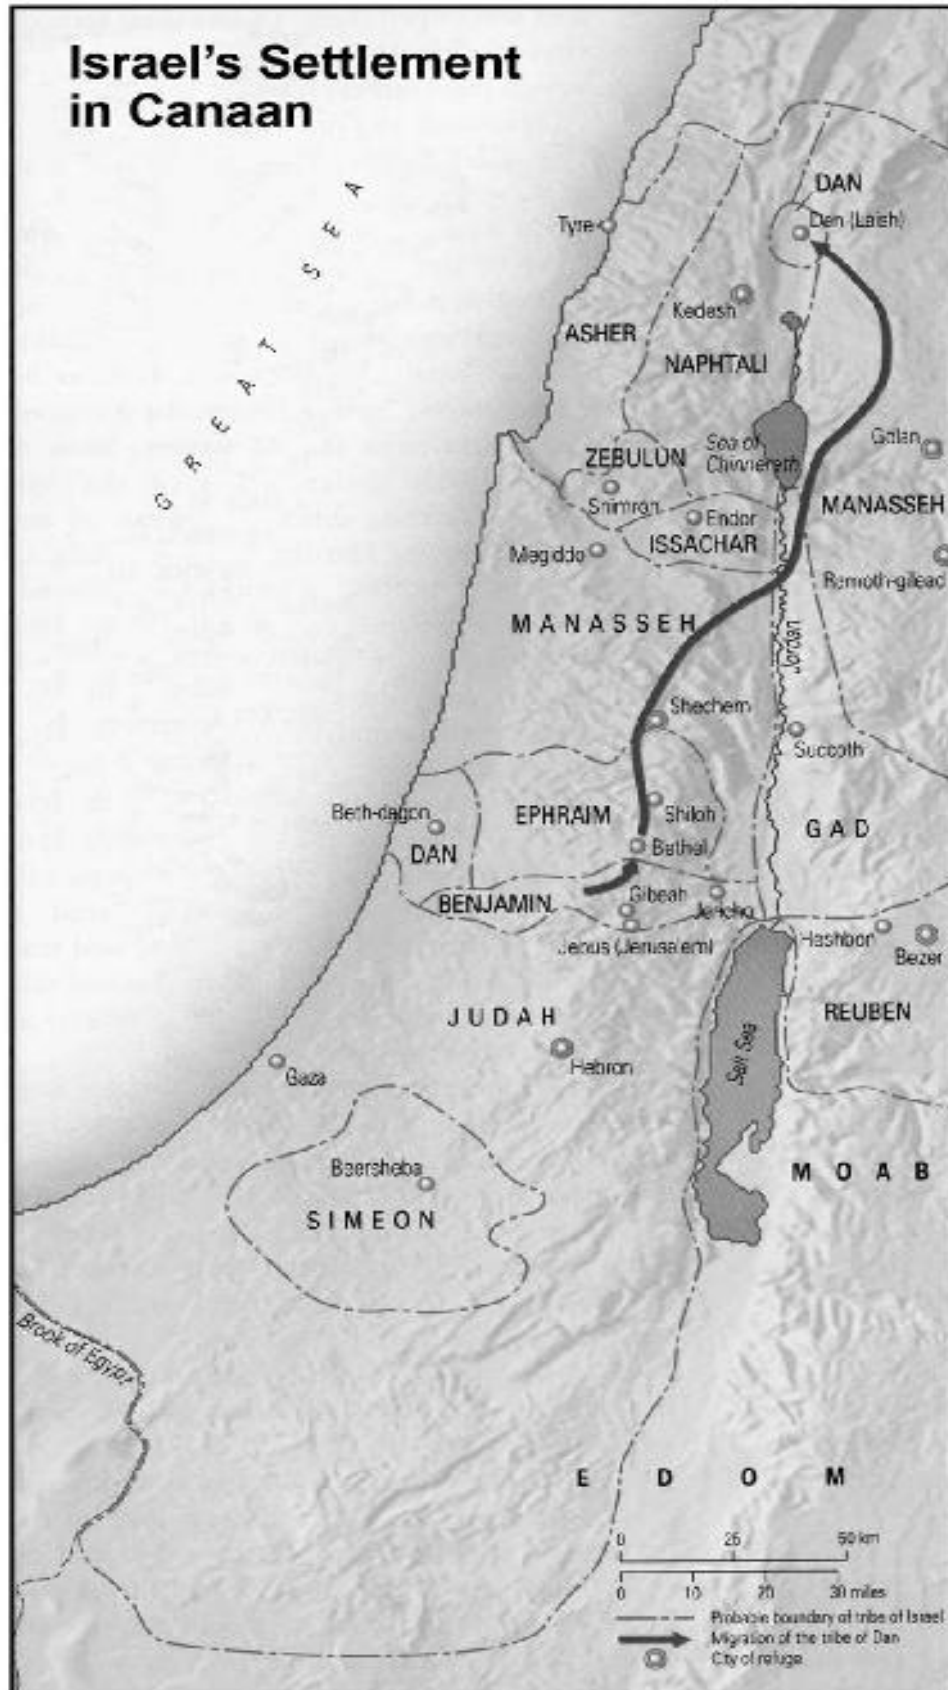 Israel's Settlement
in Canaan
GREAT SEA
DAN
Dan (Laish)
Tyre
Kedesh
ASHER
NAPHTALI
Golan
Sea of
Chinnereth
ZEBULUN
Shimron
MANASSEH
Endor
ISSACHAR
Megiddo
Ramoth-gilead
MANASSEH
Jordan
Shechem
Succoth
Beth-dagon
EPHRAIM
Shiloh
GAD
DAN
Bethel
BENJAMIN
Gibeah
Jericho
Jebus (Jerusalem)
Heshbon
Bezer
JUDAH
REUBEN
Salt Sea
Hebron
Gaza
Beersheba
MOAB
SIMEON
Brook of Egypt
EDOM
0 25 50 km
0 10 20 30 miles
Probable boundary of tribe of Israel
Migration of the tribe of Dan
City of refuge